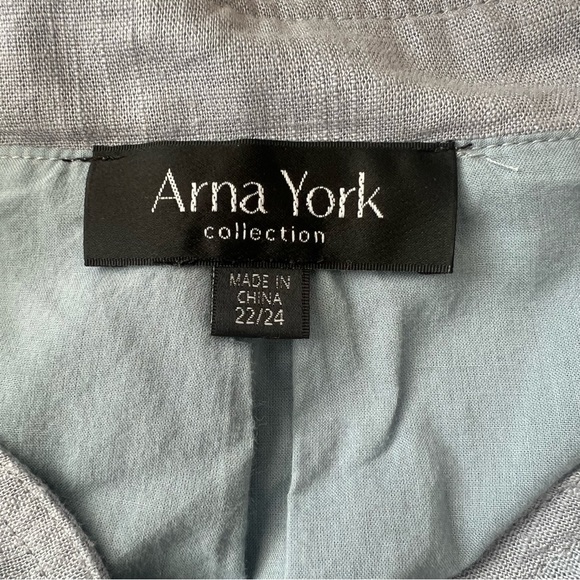 Arna York
collection
MADE IN
CHINA
22/24